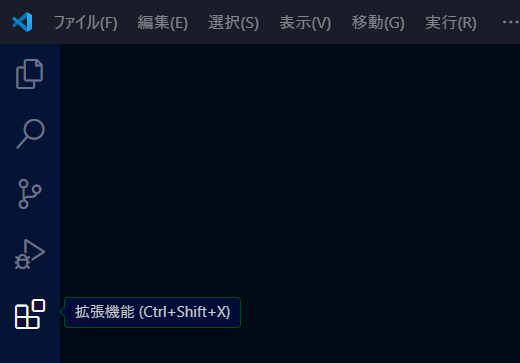 ファイル(F) 編集(E) 選択(S) 表示(V) 移動(G) 実行(R) ···
拡張機能 (Ctrl+Shift+X)